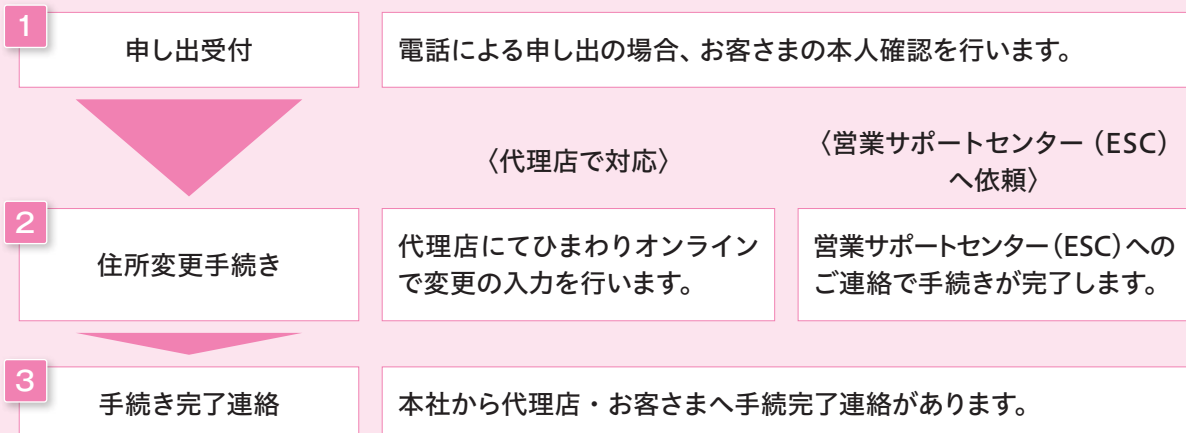 1
申し出受付
電話による申し出の場合、お客さまの本人確認を行います。
〈代理店で対応〉
〈営業サポートセンター（ESC）
へ依頼〉
2
住所変更手続き
代理店にてひまわりオンライン
で変更の入力を行います。
営業サポートセンター（ESC）への
ご連絡で手続きが完了します。
3
手続き完了連絡
本社から代理店・お客さまへ手続完了連絡があります。